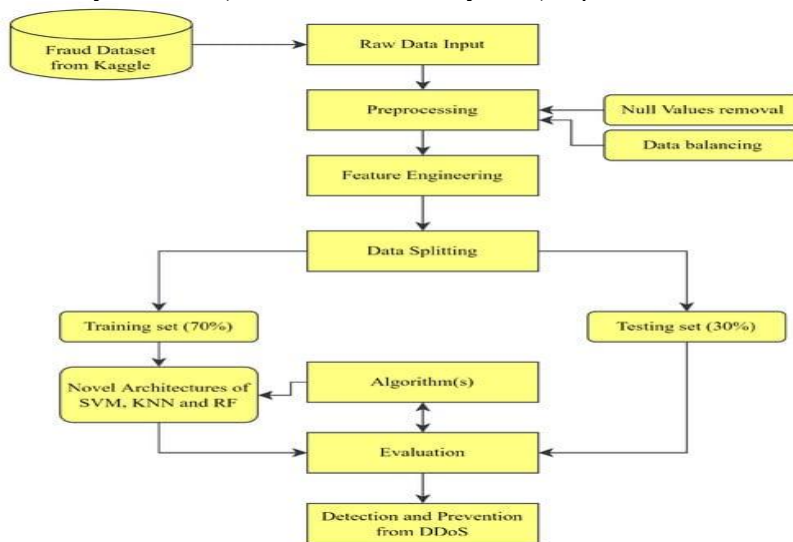 Fraud Dataset
from Kaggle
Raw Data Input
Preprocessing
Null Values removal
Data balancing
Feature Engineering
Data Splitting
Training set (70%)
Testing set (30%)
Novel Architectures of
SVM, KNN and RF
Algorithm(s)
Evaluation
Detection and Prevention
from DDoS